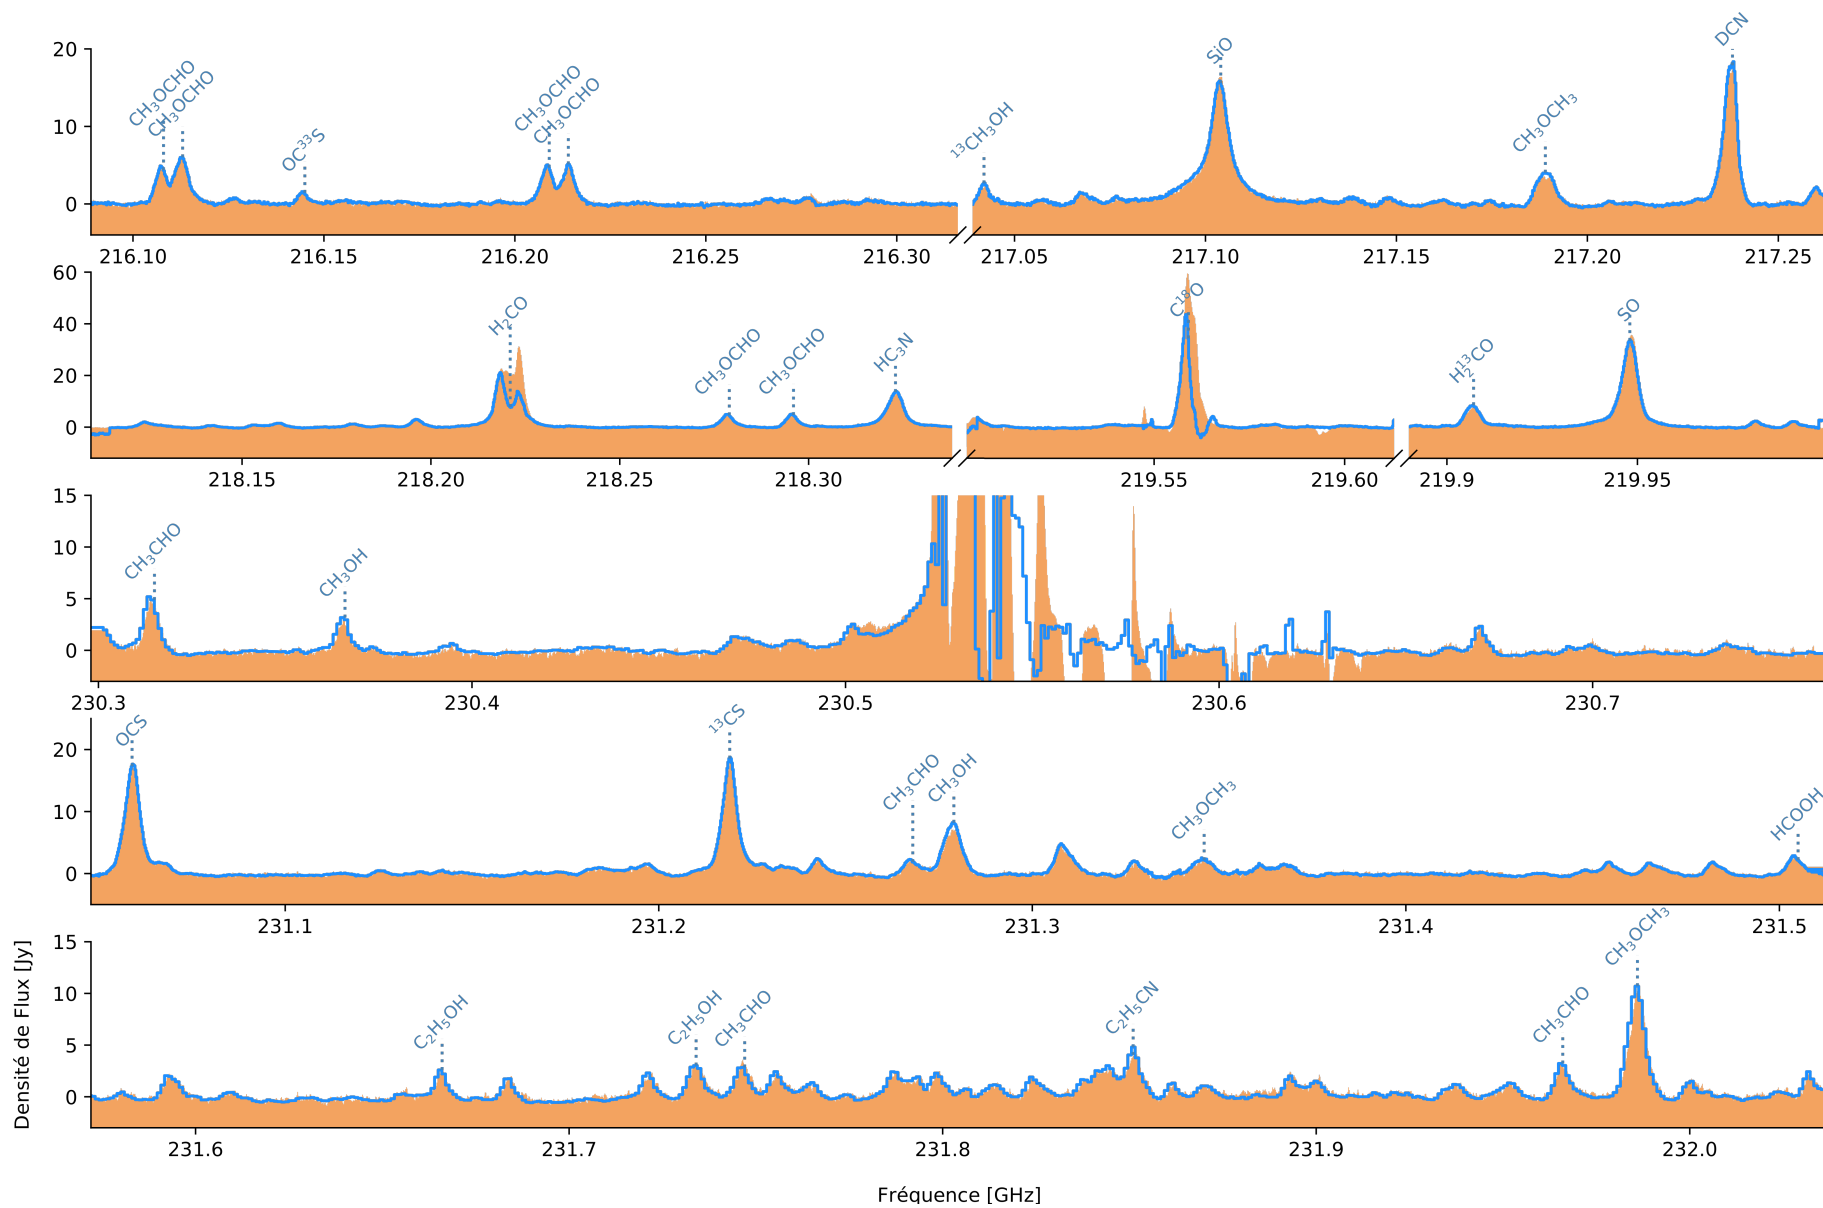 CH₃OCHO
CH₃OCHO
OC³³S
CH₃OCHO
CH₃OCHO
¹³CH₃OH
SiO
CH₃OCH₃
DCN
20
10
0
216.10 216.15 216.20 216.25 216.30 217.05 217.10 217.15 217.20 217.25
H₂CO
CH₃OCHO
CH₃OCHO
HC₃N
C¹⁸O
H₂¹³CO
SO
60
40
20
0
218.15 218.20 218.25 218.30 219.55 219.60 219.9 219.95
CH₃CHO
CH₃OH
15
10
5
0
230.3 230.4 230.5 230.6 230.7
OCS
¹³CS
CH₃CHO
CH₃OH
CH₃OCH₃
HCOOH
20
10
0
231.1 231.2 231.3 231.4 231.5
C₂H₅OH
C₂H₅OH
CH₃CHO
C₂H₅CN
CH₃CHO
CH₃OCH₃
15
10
5
0
231.6 231.7 231.8 231.9 232.0
Densité de Flux [Jy]
Fréquence [GHz]